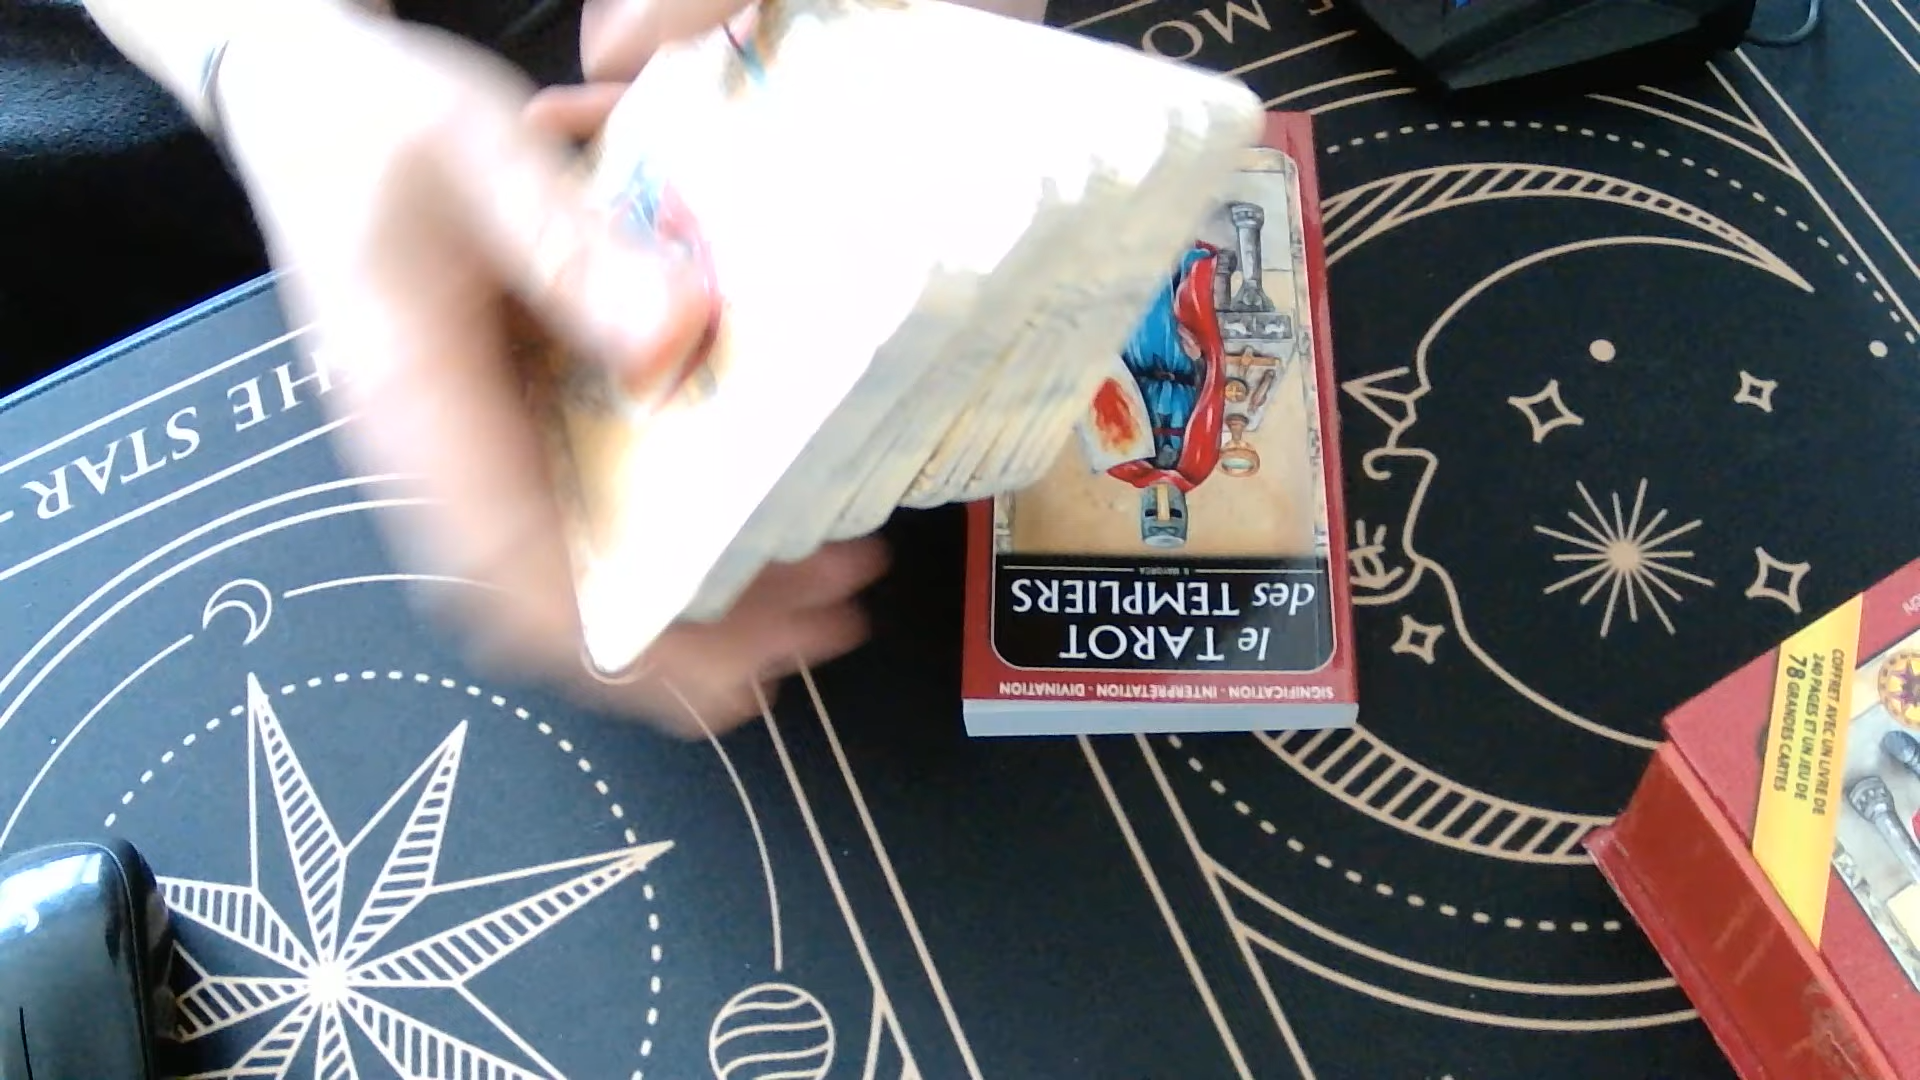 THE STAR
MO
le TAROT
des TEMPLIERS
SIGNIFICATION - INTERPRÉTATION - DIVINATION
COFFRET AVEC UN LIVRE DE
240 PAGES ET UN JEU DE
78 GRANDES CARTES